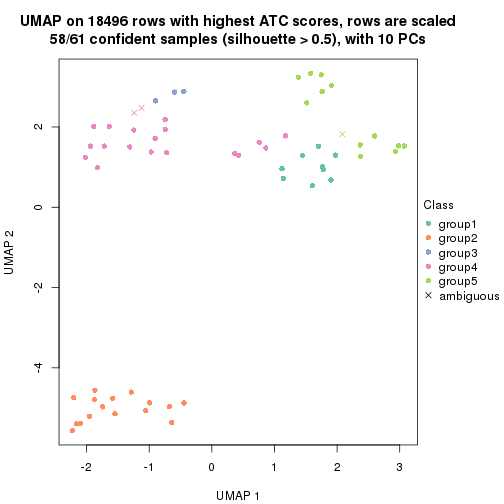 UMAP on 18496 rows with highest ATC scores, rows are scaled
58/61 confident samples (silhouette > 0.5), with 10 PCs
2
0
-2
-4
UMAP 2
-2
-1
0
1
2
3
UMAP 1
Class
group1
group2
group3
group4
group5
ambiguous